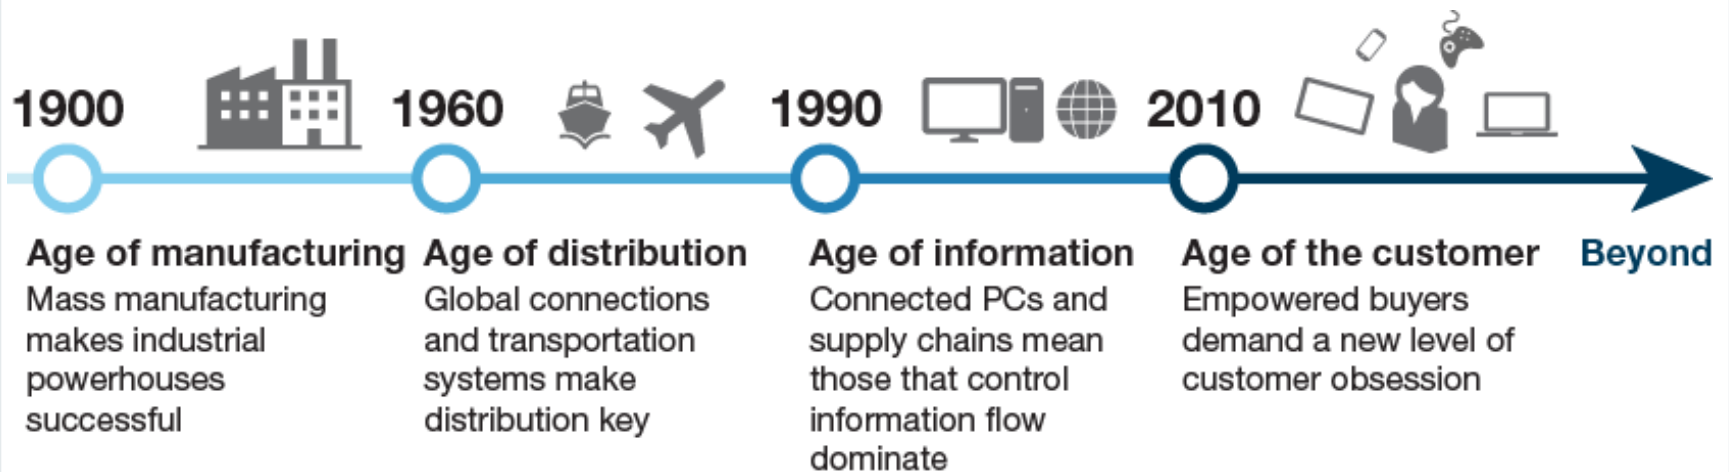 1900
1960
1990
2010
Age of manufacturing
Mass manufacturing
makes industrial
powerhouses
successful
Age of distribution
Global connections
and transportation
systems make
distribution key
Age of information
Connected PCs and
supply chains mean
those that control
information flow
dominate
Age of the customer
Empowered buyers
demand a new level of
customer obsession
Beyond